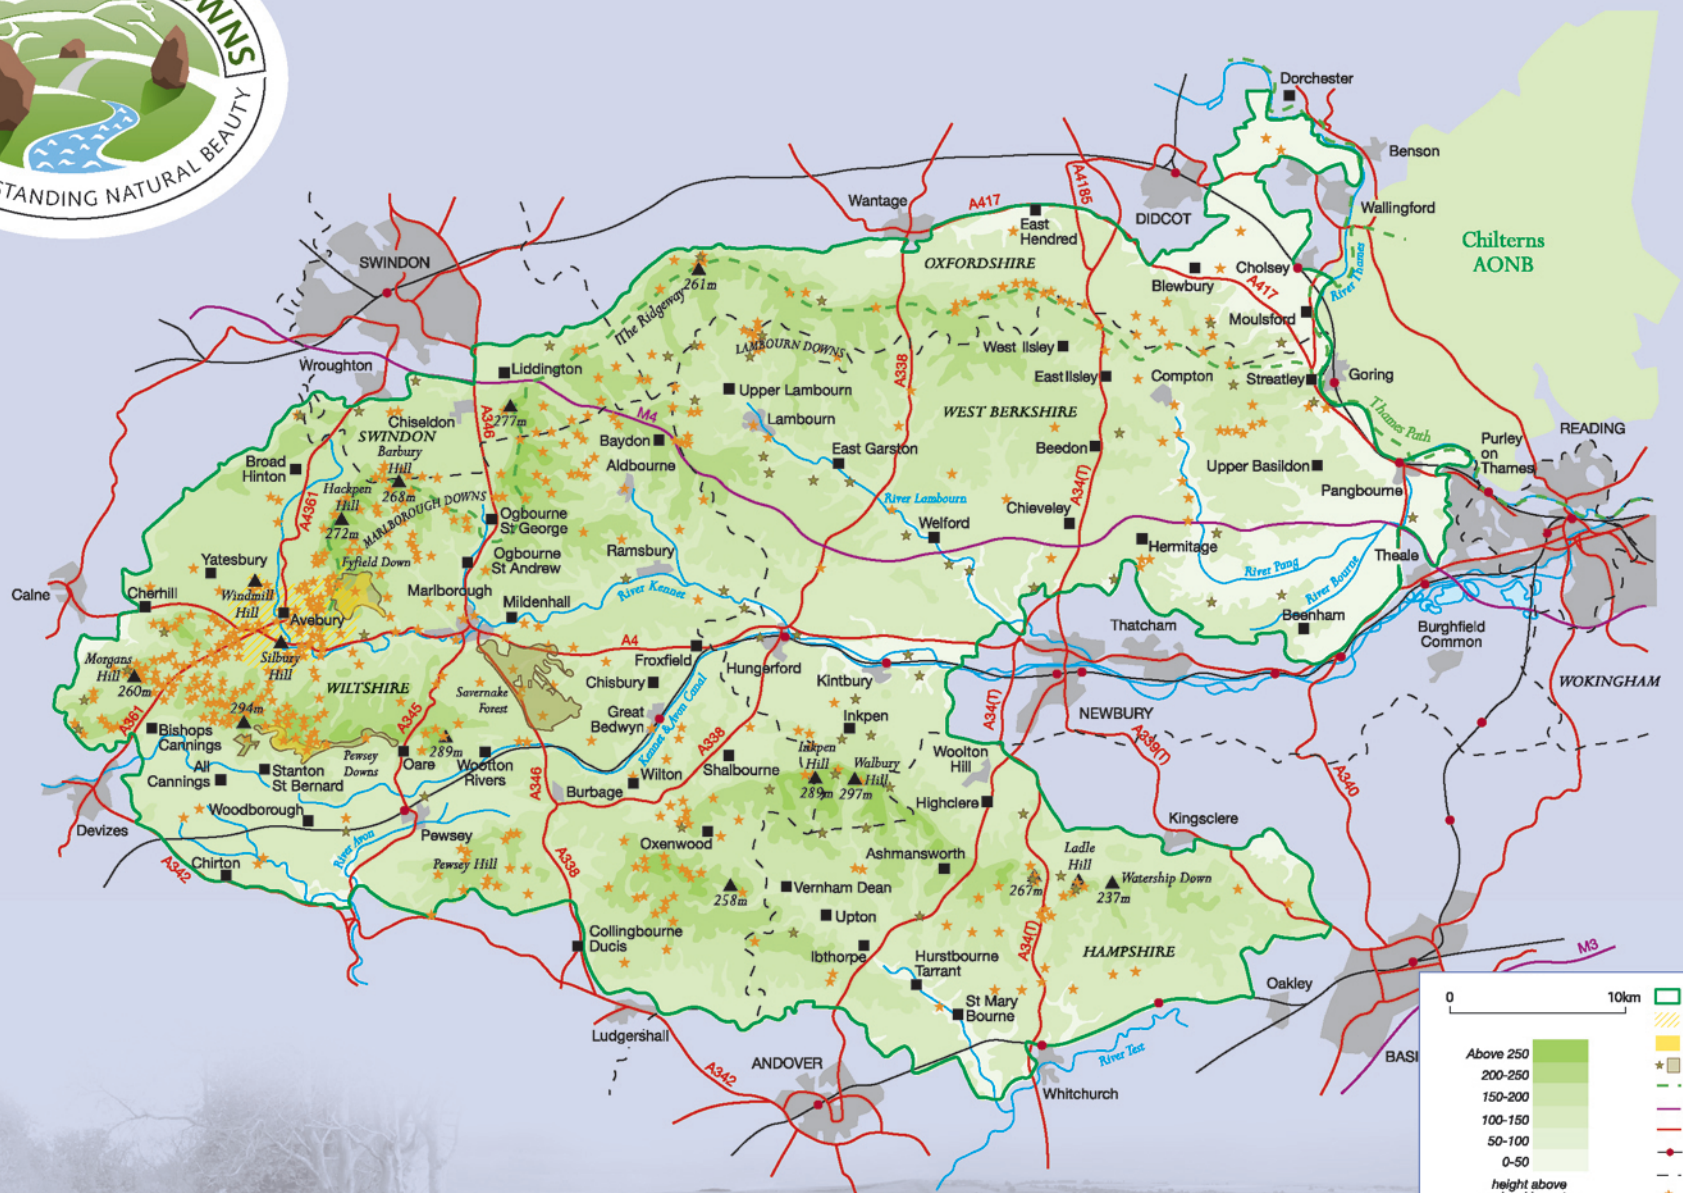 OWNS
STANDING NATURAL BEAUTY
Dorchester
Benson
Wallingford
Chilterns
AONB
DIDCOT
A4185
Wantage
A417
East
Hendred
OXFORDSHIRE
Cholsey
Blewbury
A417
River Thames
Moulsford
SWINDON
261m
The Ridgeway
LAMBOURN DOWNS
West Ilsley
Wroughton
Liddington
A338
East Ilsley
Compton
Streatley
Goring
Upper Lambourn
Thames Path
277m
A346
M4
Lambourn
WEST BERKSHIRE
Chiseldon
SWINDON
Baydon
READING
Purley
on
Thames
Barbury
Hill
268m
East Garston
Beedon
Aldbourne
Upper Basildon
Broad
Hinton
Pangbourne
Hackpen
Hill
272m
MARLBOROUGH DOWNS
A4361
River Lambourn
A34(T)
Chieveley
Welford
Ogbourne
St George
Hermitage
Theale
Yatesbury
Fyfield Down
Ogbourne
St Andrew
Ramsbury
River Pang
River Bourne
Calne
Cherhill
Windmill
Hill
Marlborough
Mildenhall
River Kennet
Avebury
Beenham
Thatcham
Burghfield
Common
A4
Froxfield
Hungerford
Silbury
Hill
Morgans
Hill
260m
Kintbury
WILTSHIRE
Savernake
Forest
Chisbury
WOKINGHAM
A361
294m
A345
Great
Bedwyn
Kennet & Avon Canal
A34(T)
NEWBURY
Inkpen
Bishops
Cannings
A338
A339(T)
289m
Pewsey
Downs
Oare
Wootton
Rivers
Inkpen
Hill
289m
Walbury
Hill
297m
Woolton
Hill
All
Cannings
Stanton
St Bernard
A346
Wilton
Shalbourne
A340
Burbage
Highclere
Woodborough
Devizes
Pewsey
Kingsclere
River Avon
Oxenwood
A342
Chirton
Pewsey Hill
A338
Ashmansworth
Ladle
Hill
Watership Down
267m
237m
258m
Vernham Dean
Upton
Collingbourne
Ducis
Ibthorpe
A34(T)
HAMPSHIRE
Hurstbourne
Tarrant
M3
Oakley
St Mary
Bourne
Ludgershall
River Test
ANDOVER
A342
Whitchurch
BASI
0 10km
Above 250
200-250
150-200
100-150
50-100
0-50
height above